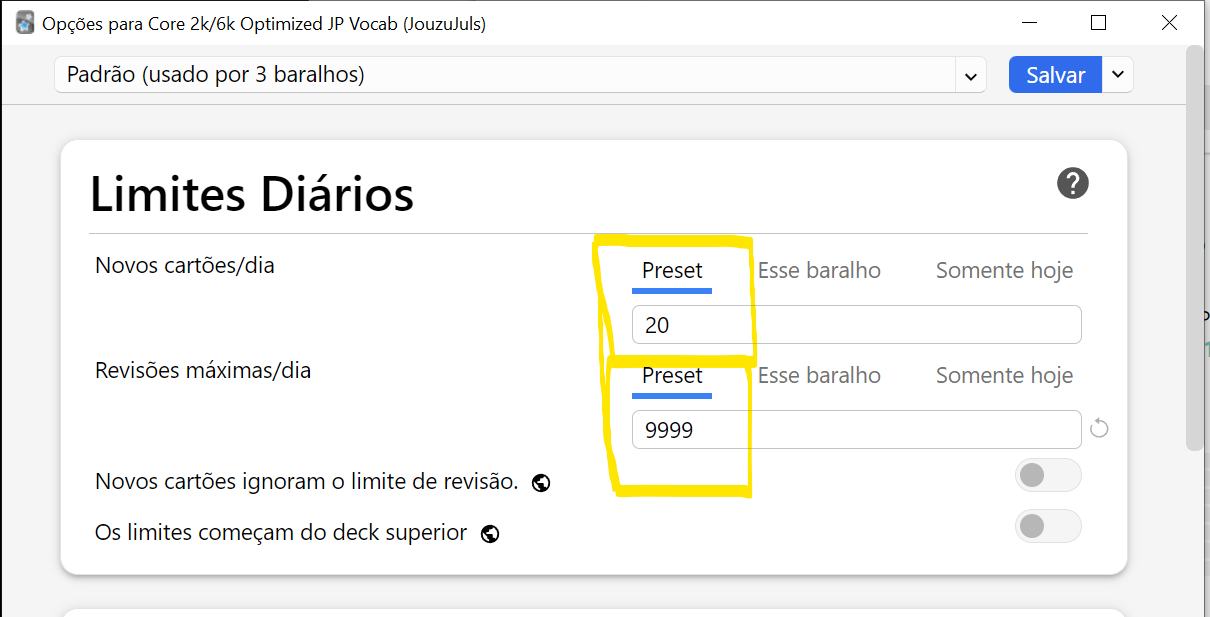 Opções para Core 2k/6k Optimized JP Vocab (JouzuJuls)
Padrão (usado por 3 baralhos)
Salvar
Limites Diários
Novos cartões/dia
Preset Esse baralho Somente hoje
20
Revisões máximas/dia
Preset Esse baralho Somente hoje
9999
Novos cartões ignoram o limite de revisão.
Os limites começam do deck superior